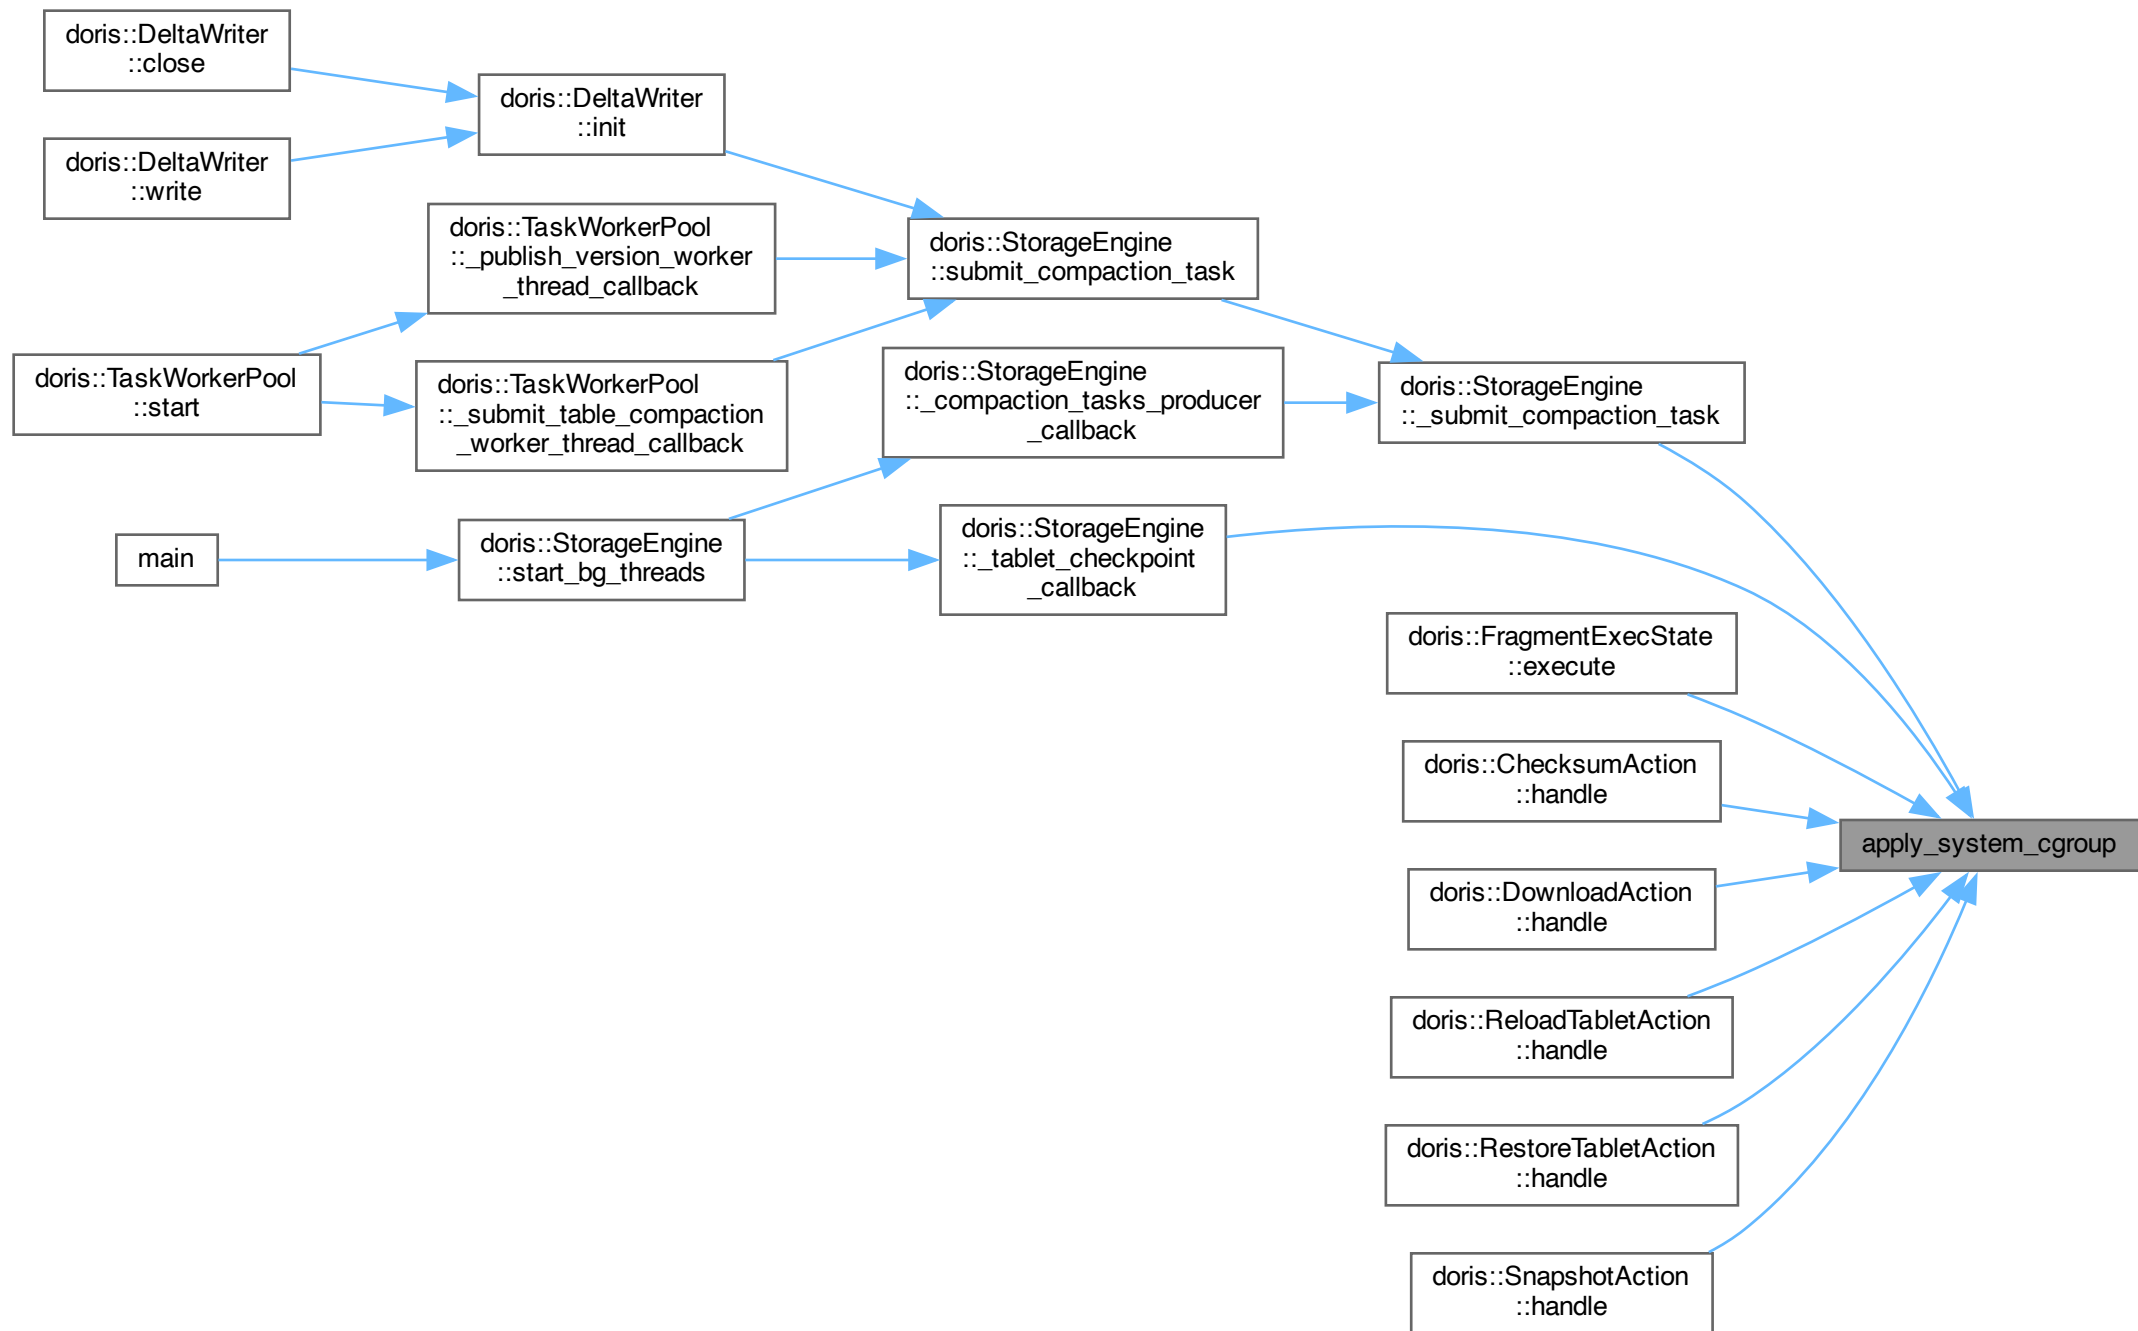 doris::DeltaWriter
::close
doris::DeltaWriter
::write
doris::DeltaWriter
::init
doris::TaskWorkerPool
::_publish_version_worker
_thread_callback
doris::StorageEngine
::submit_compaction_task
doris::TaskWorkerPool
::start
doris::TaskWorkerPool
::_submit_table_compaction
_worker_thread_callback
doris::StorageEngine
::_compaction_tasks_producer
_callback
doris::StorageEngine
::_submit_compaction_task
main
doris::StorageEngine
::start_bg_threads
doris::StorageEngine
::_tablet_checkpoint
_callback
doris::FragmentExecState
::execute
doris::ChecksumAction
::handle
apply_system_cgroup
doris::DownloadAction
::handle
doris::ReloadTabletAction
::handle
doris::RestoreTabletAction
::handle
doris::SnapshotAction
::handle